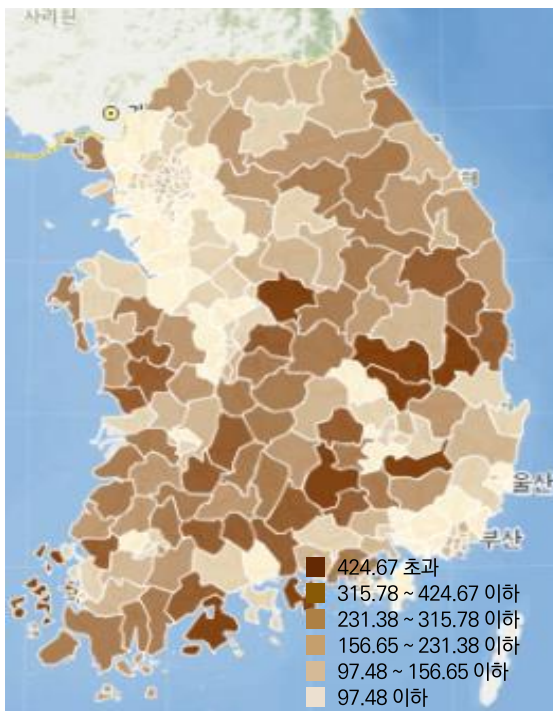 사리원
울산
부산
424.67 초과
315.78 ~ 424.67 이하
231.38 ~ 315.78 이하
156.65 ~ 231.38 이하
97.48 ~ 156.65 이하
97.48 이하